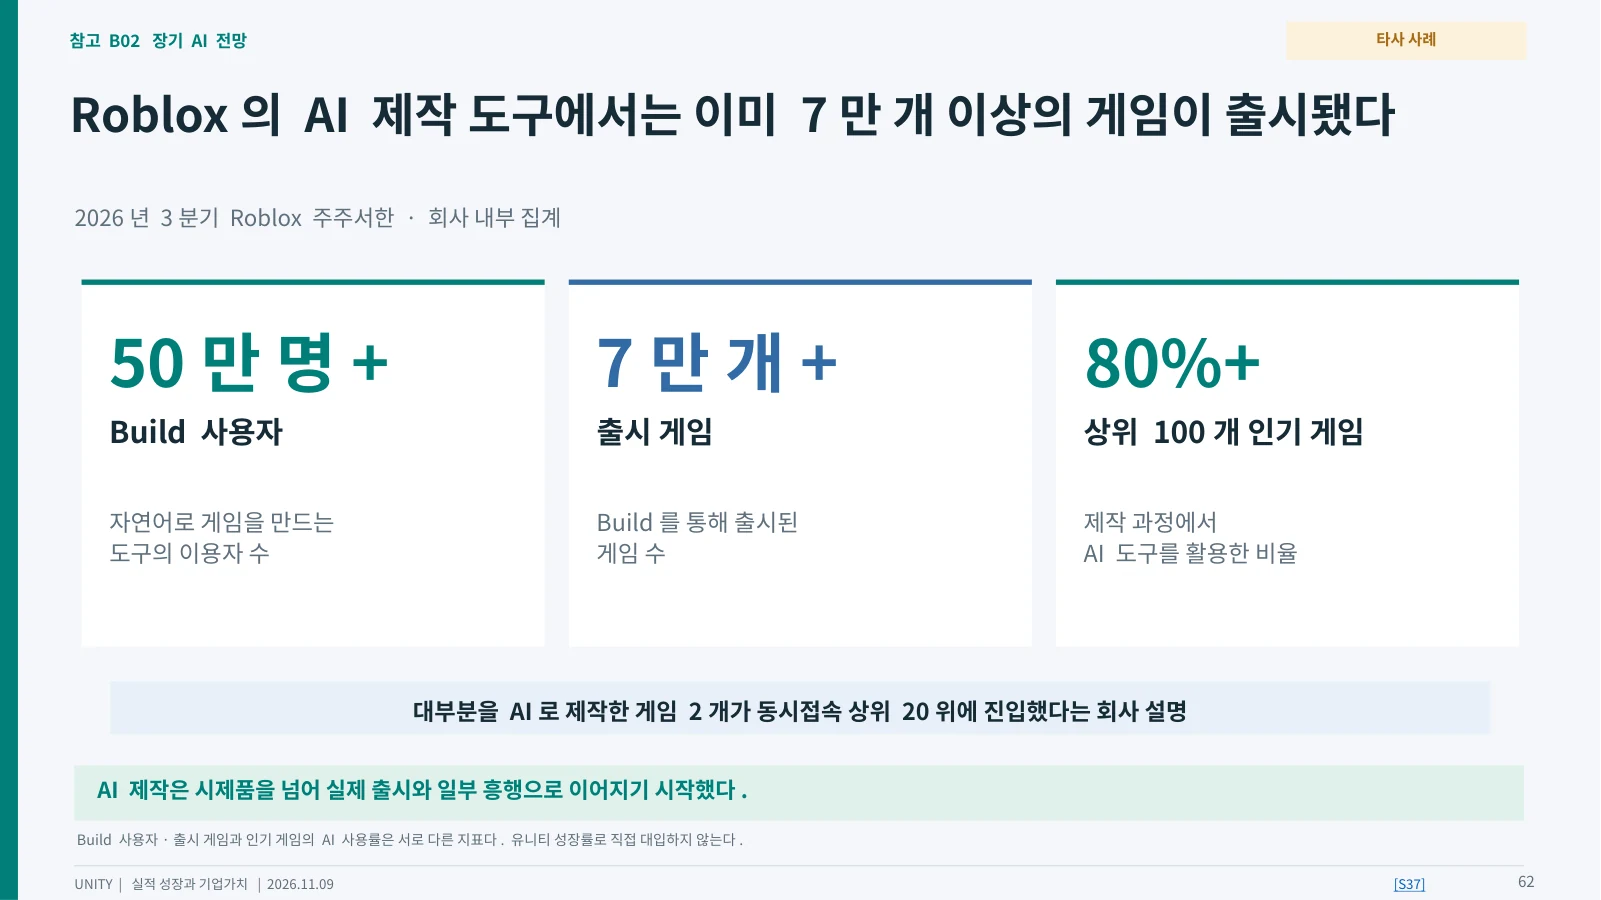 참고 B02 장기 AI 전망
타사 사례
Roblox 의 AI 제작 도구에서는 이미 7 만 개 이상의 게임이 출시됐다
2026 년 3 분기 Roblox 주주서한 · 회사 내부 집계
50 만 명 +
Build 사용자
자연어로 게임을 만드는
도구의 이용자 수
7 만 개 +
출시 게임
Build 를 통해 출시된
게임 수
80%+
상위 100 개 인기 게임
제작 과정에서
AI 도구를 활용한 비율
대부분을 AI 로 제작한 게임 2 개가 동시접속 상위 20 위에 진입했다는 회사 설명
AI 제작은 시제품을 넘어 실제 출시와 일부 흥행으로 이어지기 시작했다 .
Build 사용자 · 출시 게임과 인기 게임의 AI 사용률은 서로 다른 지표다 . 유니티 성장률로 직접 대입하지 않는다 .
UNITY | 실적 성장과 기업가치 | 2026.11.09
[S37]
62